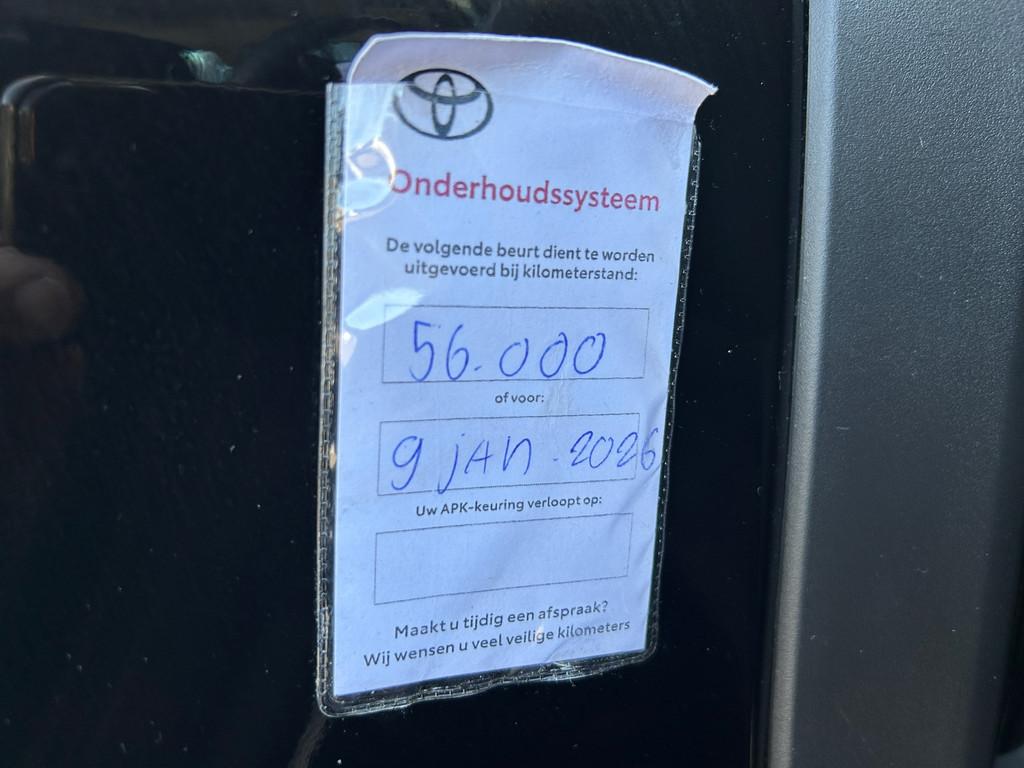 Onderhoudssysteem
De volgende beurt dient te worden
uitgevoerd bij kilometerstand:
56.000
of voor:
9 jAn. 2026
Uw APK-keuring verloopt op:
Maakt u tijdig een afspraak?
Wij wensen u veel veilige kilometers